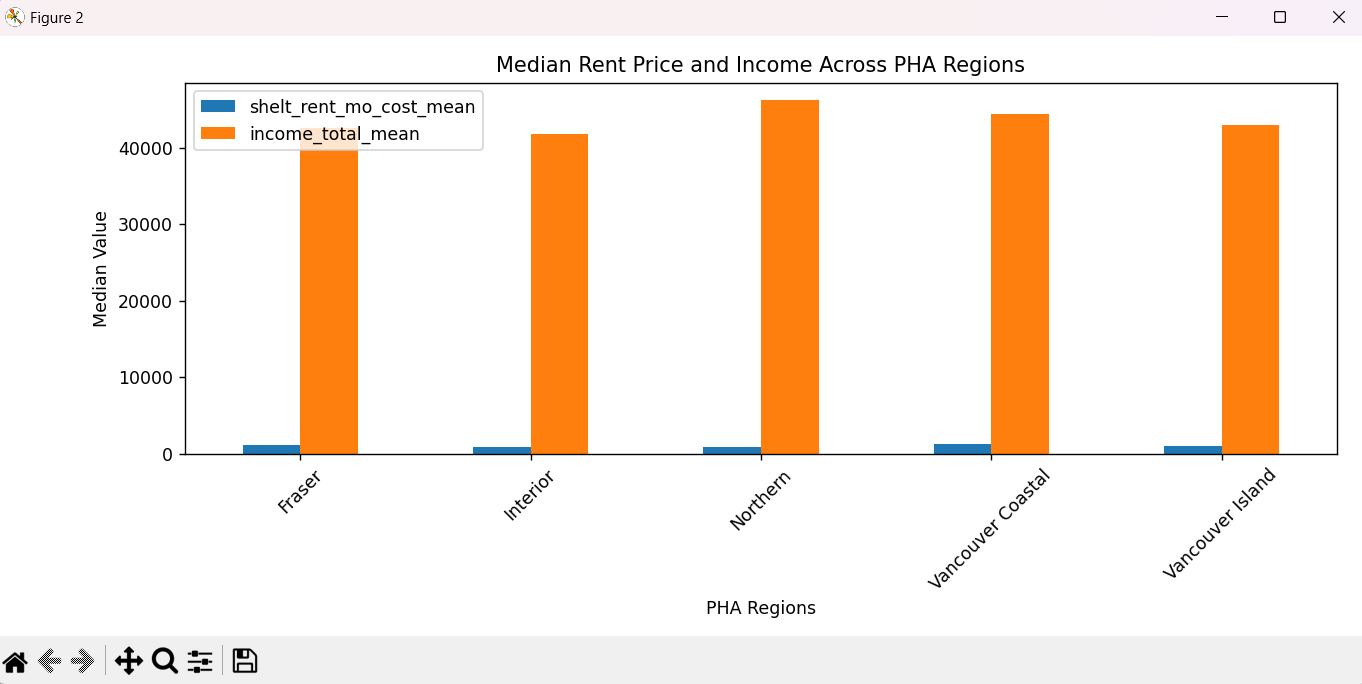 Figure 2
Median Rent Price and Income Across PHA Regions
shelt_rent_mo_cost_mean
income_total_mean
Median Value
40000
30000
20000
10000
0
Fraser
Interior
Northern
Vancouver Coastal
Vancouver Island
PHA Regions